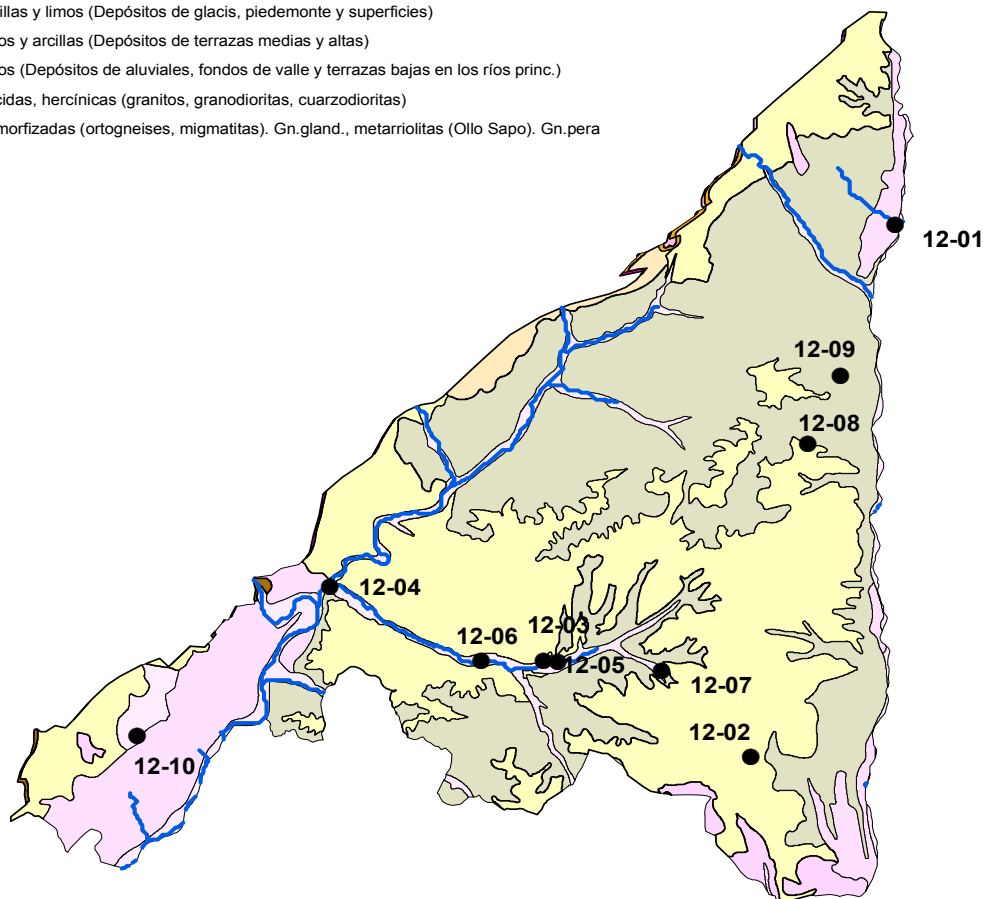 illas y limos (Depósitos de glacis, piedemonte y superficies)
os y arcillas (Depósitos de terrazas medias y altas)
os (Depósitos de aluviales, fondos de valle y terrazas bajas en los ríos princ.)
cidas, hercínicas (granitos, granodioritas, cuarzodioritas)
morfizadas (ortogneises, migmatitas). Gn.gland., metarriolitas (Ollo Sapo). Gn.pera
12-01
12-09
12-08
12-04
12-03
12-06
12-05
12-07
12-02
12-10